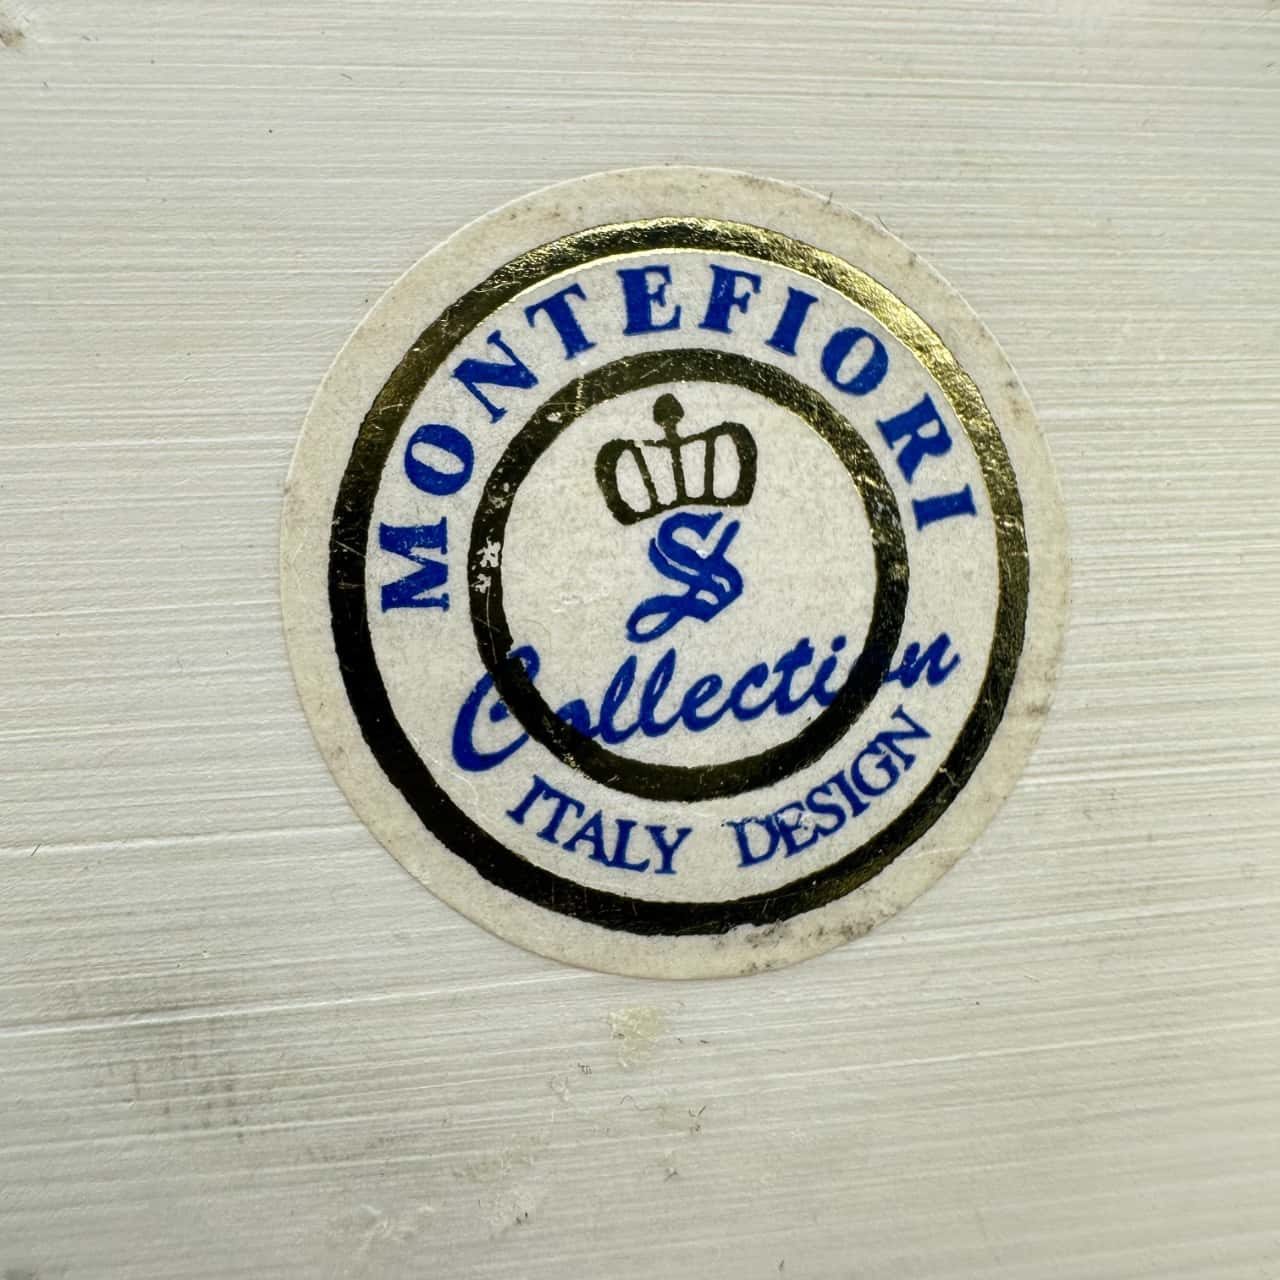 MONTEFIORI
S
Collection
ITALY DESIGN